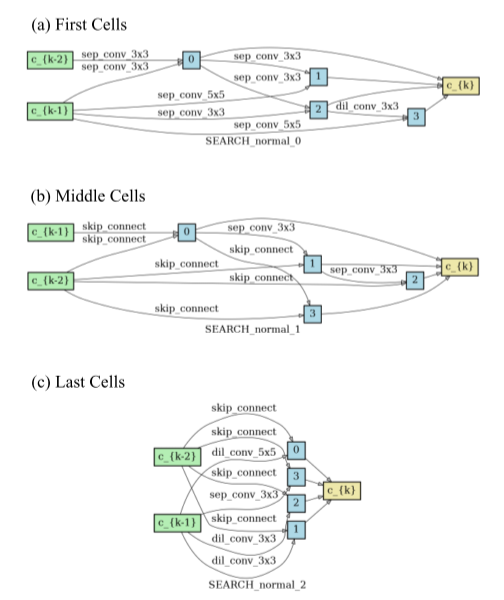 (a) First Cells
c_{k-2}
sep_conv_3x3
sep_conv_3x3
0
sep_conv_3x3
sep_conv_3x3
1
c_{k}
c_{k-1}
sep_conv_5x5
sep_conv_3x3
2
dil_conv_3x3
3
sep_conv_5x5
SEARCH_normal_0
(b) Middle Cells
c_{k-1}
skip_connect
skip_connect
0
sep_conv_3x3
skip_connect
skip_connect
1
sep_conv_3x3
c_{k}
c_{k-2}
skip_connect
2
skip_connect
3
SEARCH_normal_1
(c) Last Cells
skip_connect
skip_connect
c_{k-2}
dil_conv_5x5
0
skip_connect
3
c_{k}
sep_conv_3x3
2
c_{k-1}
skip_connect
1
dil_conv_3x3
dil_conv_3x3
SEARCH_normal_2